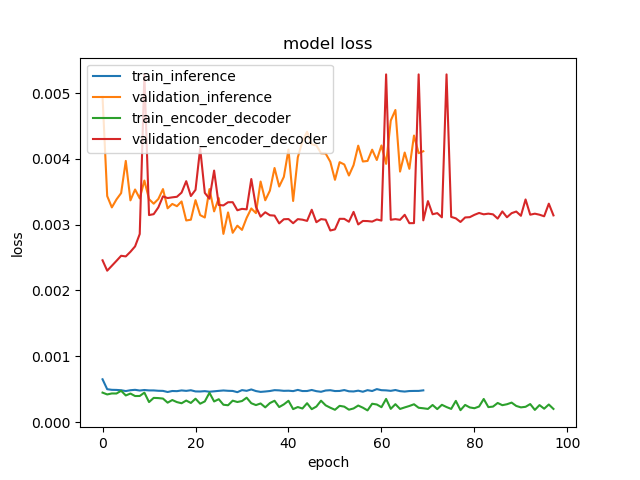 model loss
train_inference
validation_inference
train_encoder_decoder
validation_encoder_decoder
0.005
0.004
0.003
0.002
0.001
0.000
loss
0 20 40 60 80 100
epoch